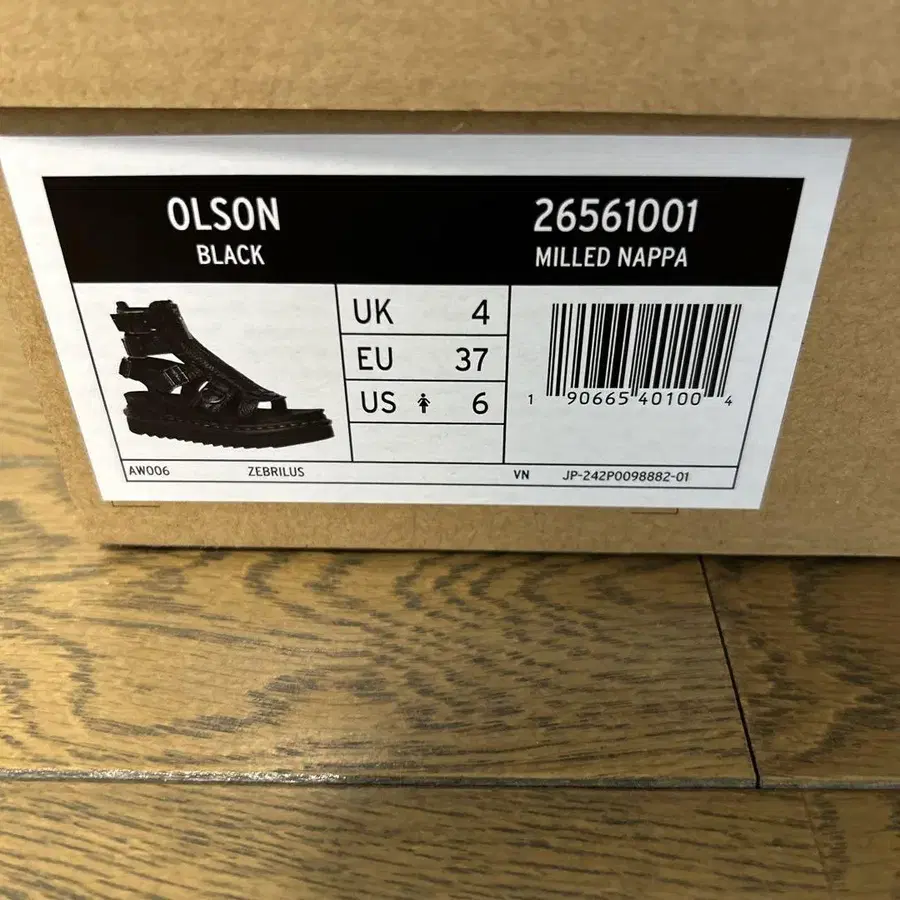 OLSON
BLACK
26561001
MILLED NAPPA
UK 4
EU 37
US 6
1 90665 40100 4
AW006 ZEBRILUS VN JP-242P0098882-01